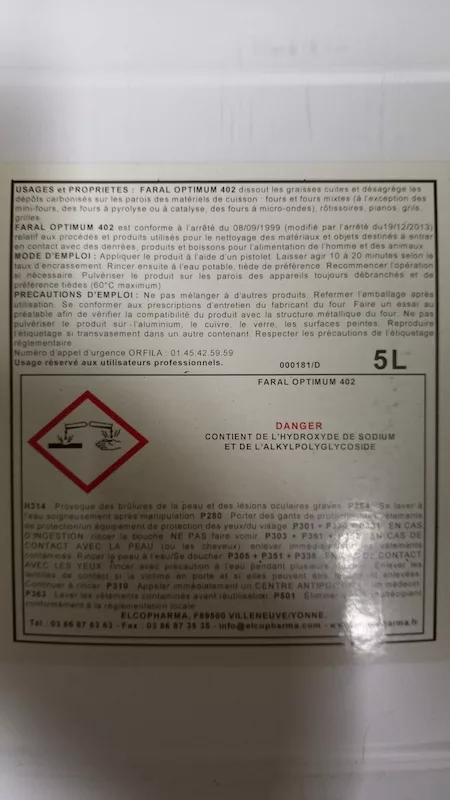 USAGES et PROPRIETES : FARAL OPTIMUM 402 dissout les graisses cuites et désagrège les
dépôts carbonisés sur les parois des matériels de cuisson : fours et fours mixtes (à l'exception des
mini-fours, des fours à pyrolyse ou à catalyse, des fours à micro-ondes), rôtissoires, pianos, grils,
grilles.
FARAL OPTIMUM 402 est conforme à l'arrêté du 08/09/1999 (modifié par l'arrêté du19/12/2013)
relatif aux procédés et produits utilisés pour le nettoyage des matériaux et objets destinés à entrer
en contact avec des denrées, produits et boissons pour l'alimentation de l'homme et des animaux.
MODE D'EMPLOI : Appliquer le produit à l'aide d'un pistolet. Laisser agir 10 à 20 minutes selon le
taux d'encrassement. Rincer ensuite à l'eau potable, tiède de préférence. Recommencer l'opération
si nécessaire. Pulvériser le produit sur les parois des appareils toujours débranchés et de
préférence tièdes (60°C maximum)
PRECAUTIONS D'EMPLOI : Ne pas mélanger à d'autres produits. Refermer l'emballage après
utilisation. Se conformer aux prescriptions d'entretien du fabricant du four. Faire un essai au
préalable afin de vérifier la compatibilité du produit avec la structure métallique du four. Ne pas
pulvériser le produit sur l'aluminium, le cuivre, le verre, les surfaces peintes. Reproduire
l'étiquetage si transvasement dans un autre contenant. Respecter les précautions de l'étiquetage
réglementaire
Numéro d'appel d'urgence ORFILA : 01.45.42.59.59
Usage réservé aux utilisateurs professionnels.
000181/D
5L
FARAL OPTIMUM 402
DANGER
CONTIENT DE L'HYDROXYDE DE SODIUM
ET DE L'ALKYLPOLYGLYCOSIDE
H314 : Provoque des brûlures de la peau et des lésions oculaires graves. P264 : Se laver à
l'eau soigneusement après manipulation. P280 : Porter des gants de protection/vêtements
de protection/un équipement de protection des yeux/du visage. P301 + EN CAS
D'INGESTION: rincer la bouche. NE PAS faire vomir. P303 + P361 + EN CAS DE
CONTACT AVEC LA PEAU (ou les cheveux): enlever immédiatement vêtements
contaminés. Rincer la peau à l'eau/Se doucher. P305 + P351 + P338 CONTACT
AVEC LES YEUX: rincer avec précaution à l'eau pendant plusieurs Enlever les
lentilles de contact si la victime en porte et si elles peuvent être enlevées.
Continuer à rincer. P310 : Appeler immédiatement un CENTRE ANTIPOISON un médecin.
P363 : Laver les vêtements contaminés avant réutilisation. P501 : Éliminer récipient
conformément à la réglementation locale
ELCOPHARMA, F89500 VILLENEUVE/YONNE.
Tél : 03 86 87 63 63 - Fax : 03 86 87 35 35 - info@elcopharma.com -